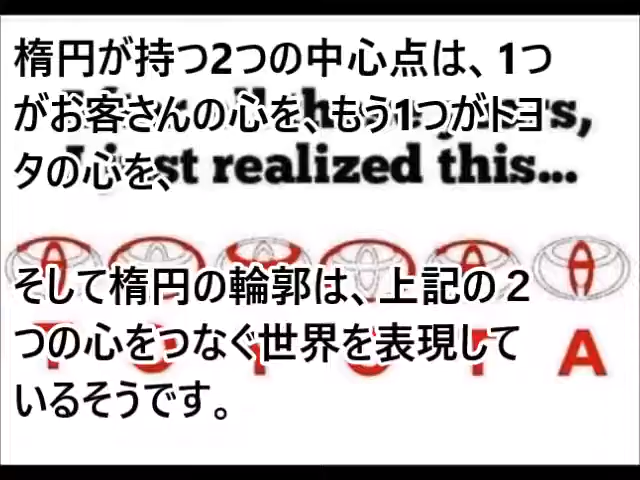 楕円が持つ2つの中心点は、1つ
がお客さんの心を、もう1つがトヨ
タの心を、
realized this...
そして楕円の輪郭は、上記の２
つの心をつなぐ世界を表現して
いるそうです。
A